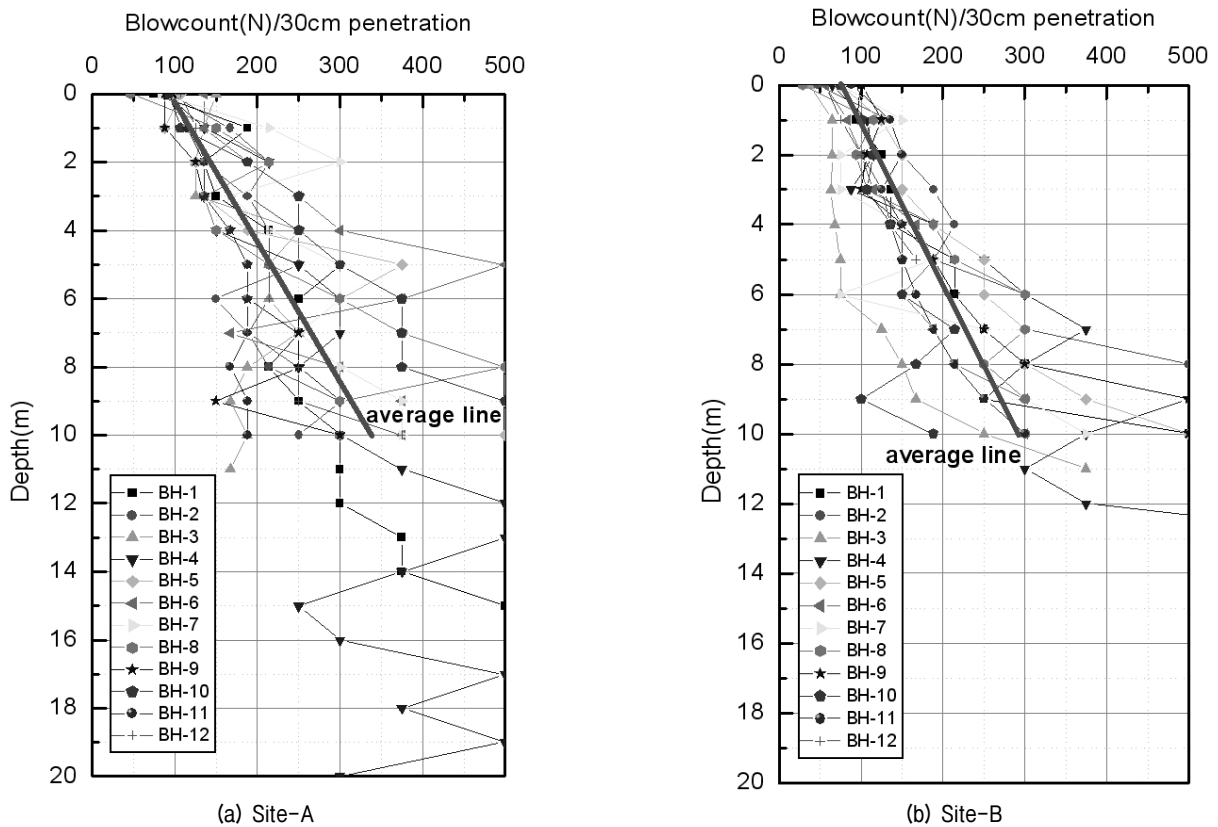 Blowcount(N)/30cm penetration
0 100 200 300 400 500
0
2
4
6
8
10
12
14
16
18
20
Depth(m)
average line
BH-1
BH-2
BH-3
BH-4
BH-5
BH-6
BH-7
BH-8
BH-9
BH-10
BH-11
BH-12
(a) Site-A
Blowcount(N)/30cm penetration
0 100 200 300 400 500
0
2
4
6
8
10
12
14
16
18
20
Depth(m)
average line
BH-1
BH-2
BH-3
BH-4
BH-5
BH-6
BH-7
BH-8
BH-9
BH-10
BH-11
BH-12
(b) Site-B